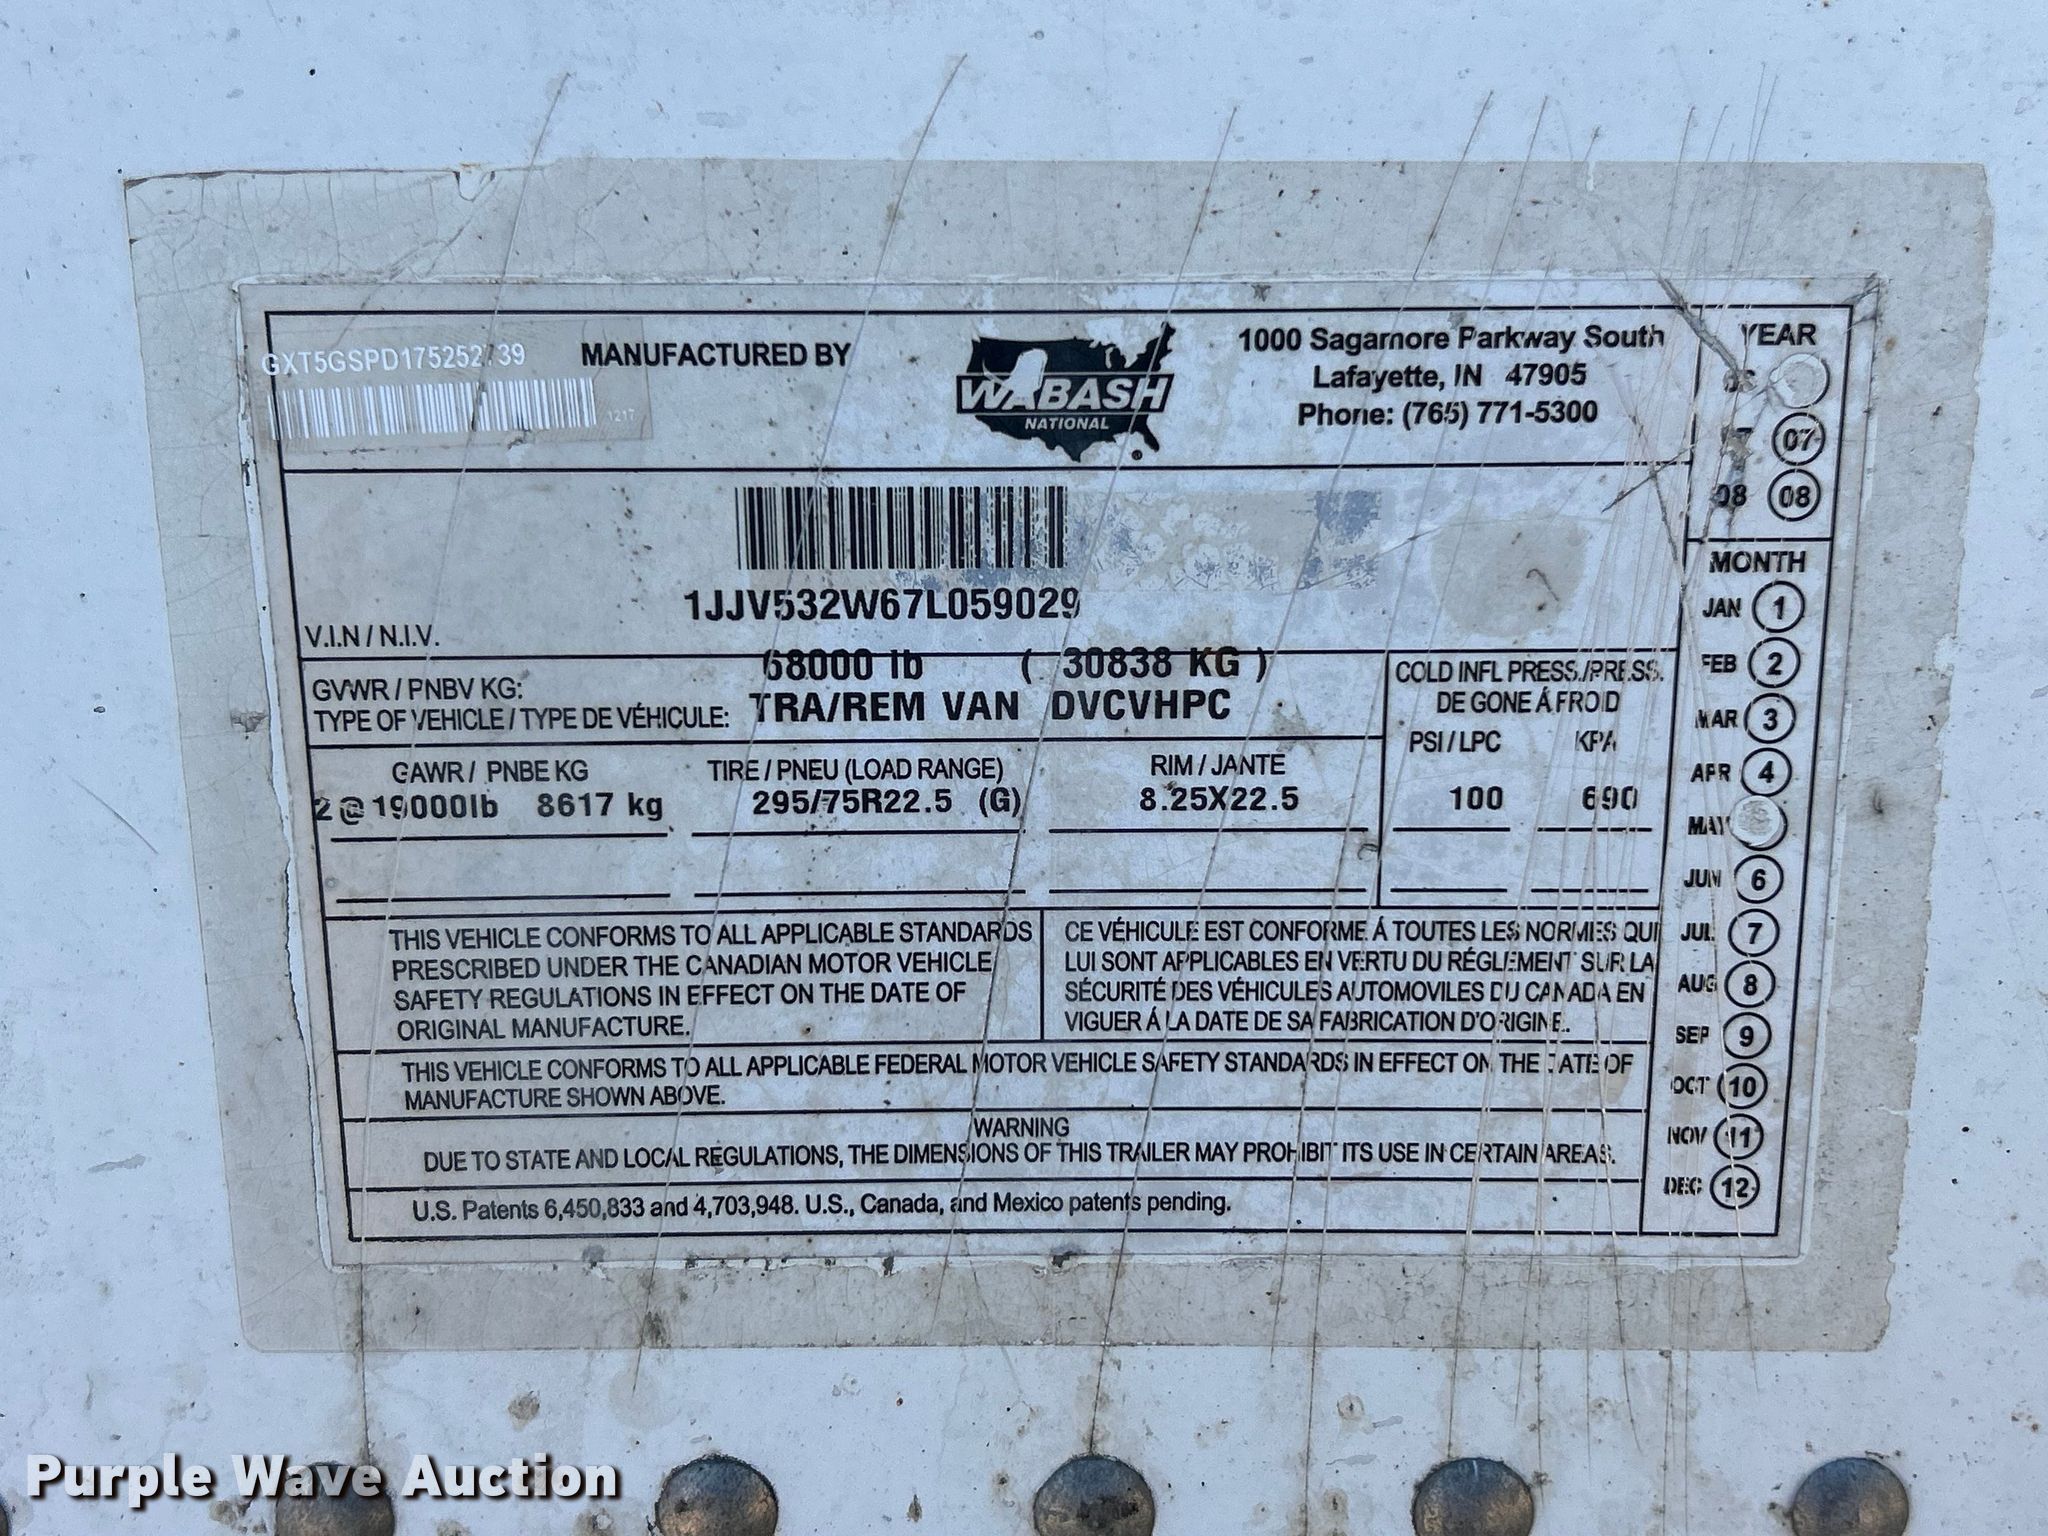 GXT5GSPD175252739
1217
MANUFACTURED BY
WABASH
NATIONAL
®
1000 Sagamore Parkway South
Lafayette, IN 47905
Phone: (765) 771-5300
YEAR
07 07
08 08
1JJV532W67L059029
V.I.N / N.I.V.
GVWR / PNBV KG: 68000 lb ( 30838 KG )
TYPE OF VEHICLE / TYPE DE VÉHICULE: TRA/REM VAN DVCVHPC
COLD INFL PRESS./PRESS.
DE GONE À FROID
PSI / LPC KPA
GAWR / PNBE KG TIRE / PNEU (LOAD RANGE) RIM / JANTE
2 @ 19000lb 8617 kg 295/75R22.5 (G) 8.25X22.5 100 690
THIS VEHICLE CONFORMS TO ALL APPLICABLE STANDARDS
PRESCRIBED UNDER THE CANADIAN MOTOR VEHICLE
SAFETY REGULATIONS IN EFFECT ON THE DATE OF
ORIGINAL MANUFACTURE.
CE VÉHICULE EST CONFORME À TOUTES LES NORMES QUI
LUI SONT APPLICABLES EN VERTU DU RÉGLEMENT SUR LA
SÉCURITÉ DES VÉHICULES AUTOMOVILES DU CANADA EN
VIGUER Á LA DATE DE SA FABRICATION D'ORIGINE.
THIS VEHICLE CONFORMS TO ALL APPLICABLE FEDERAL MOTOR VEHICLE SAFETY STANDARDS IN EFFECT ON THE DATE OF
MANUFACTURE SHOWN ABOVE.
WARNING
DUE TO STATE AND LOCAL REGULATIONS, THE DIMENSIONS OF THIS TRAILER MAY PROHIBIT ITS USE IN CERTAIN AREAS.
U.S. Patents 6,450,833 and 4,703,948. U.S., Canada, and Mexico patents pending.
MONTH
JAN 1
FEB 2
MAR 3
APR 4
MAY
JUN 6
JUL 7
AUG 8
SEP 9
OCT 10
NOV 11
DEC 12
Purple Wave Auction